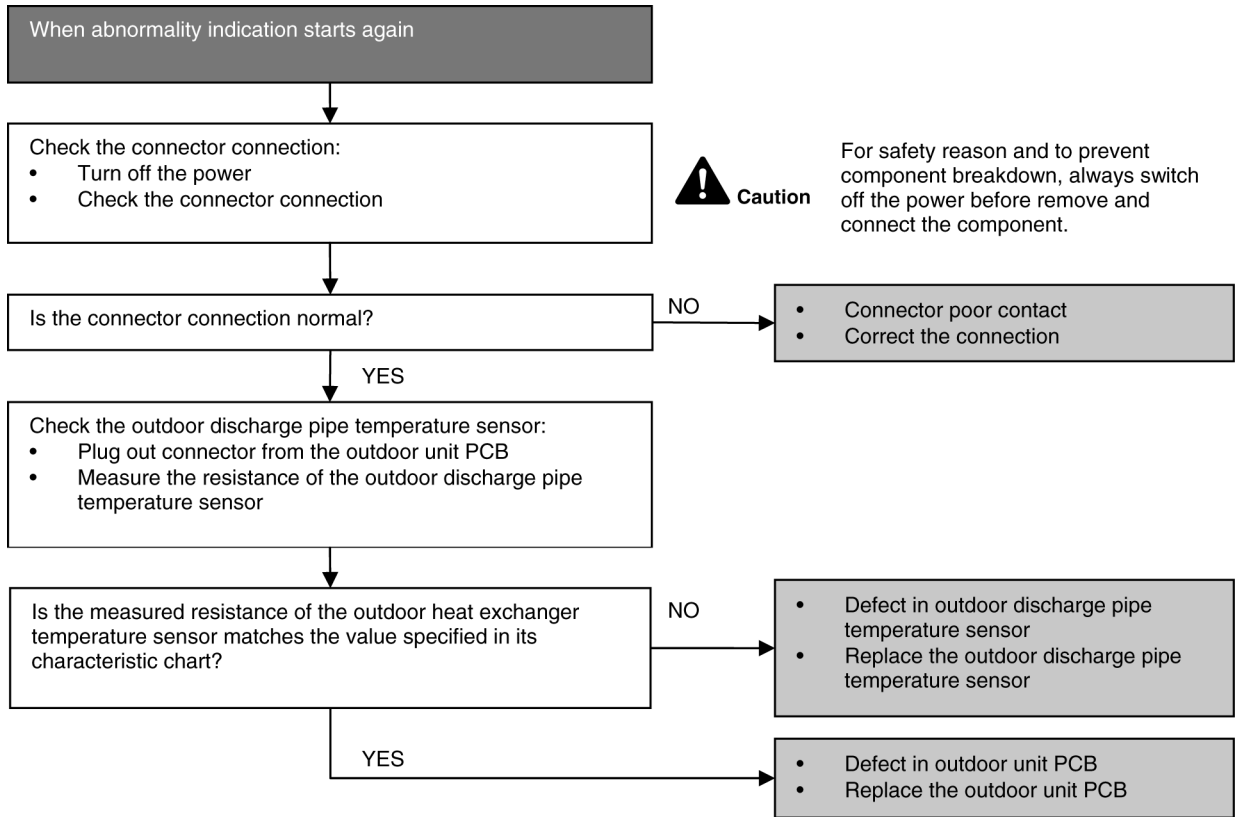 When abnormality indication starts again
Check the connector connection:
• Turn off the power
• Check the connector connection
Caution
For safety reason and to prevent
component breakdown, always switch
off the power before remove and
connect the component.
Is the connector connection normal?
NO
• Connector poor contact
• Correct the connection
YES
Check the outdoor discharge pipe temperature sensor:
• Plug out connector from the outdoor unit PCB
• Measure the resistance of the outdoor discharge pipe
temperature sensor
Is the measured resistance of the outdoor heat exchanger
temperature sensor matches the value specified in its
characteristic chart?
NO
• Defect in outdoor discharge pipe
temperature sensor
• Replace the outdoor discharge pipe
temperature sensor
YES
• Defect in outdoor unit PCB
• Replace the outdoor unit PCB